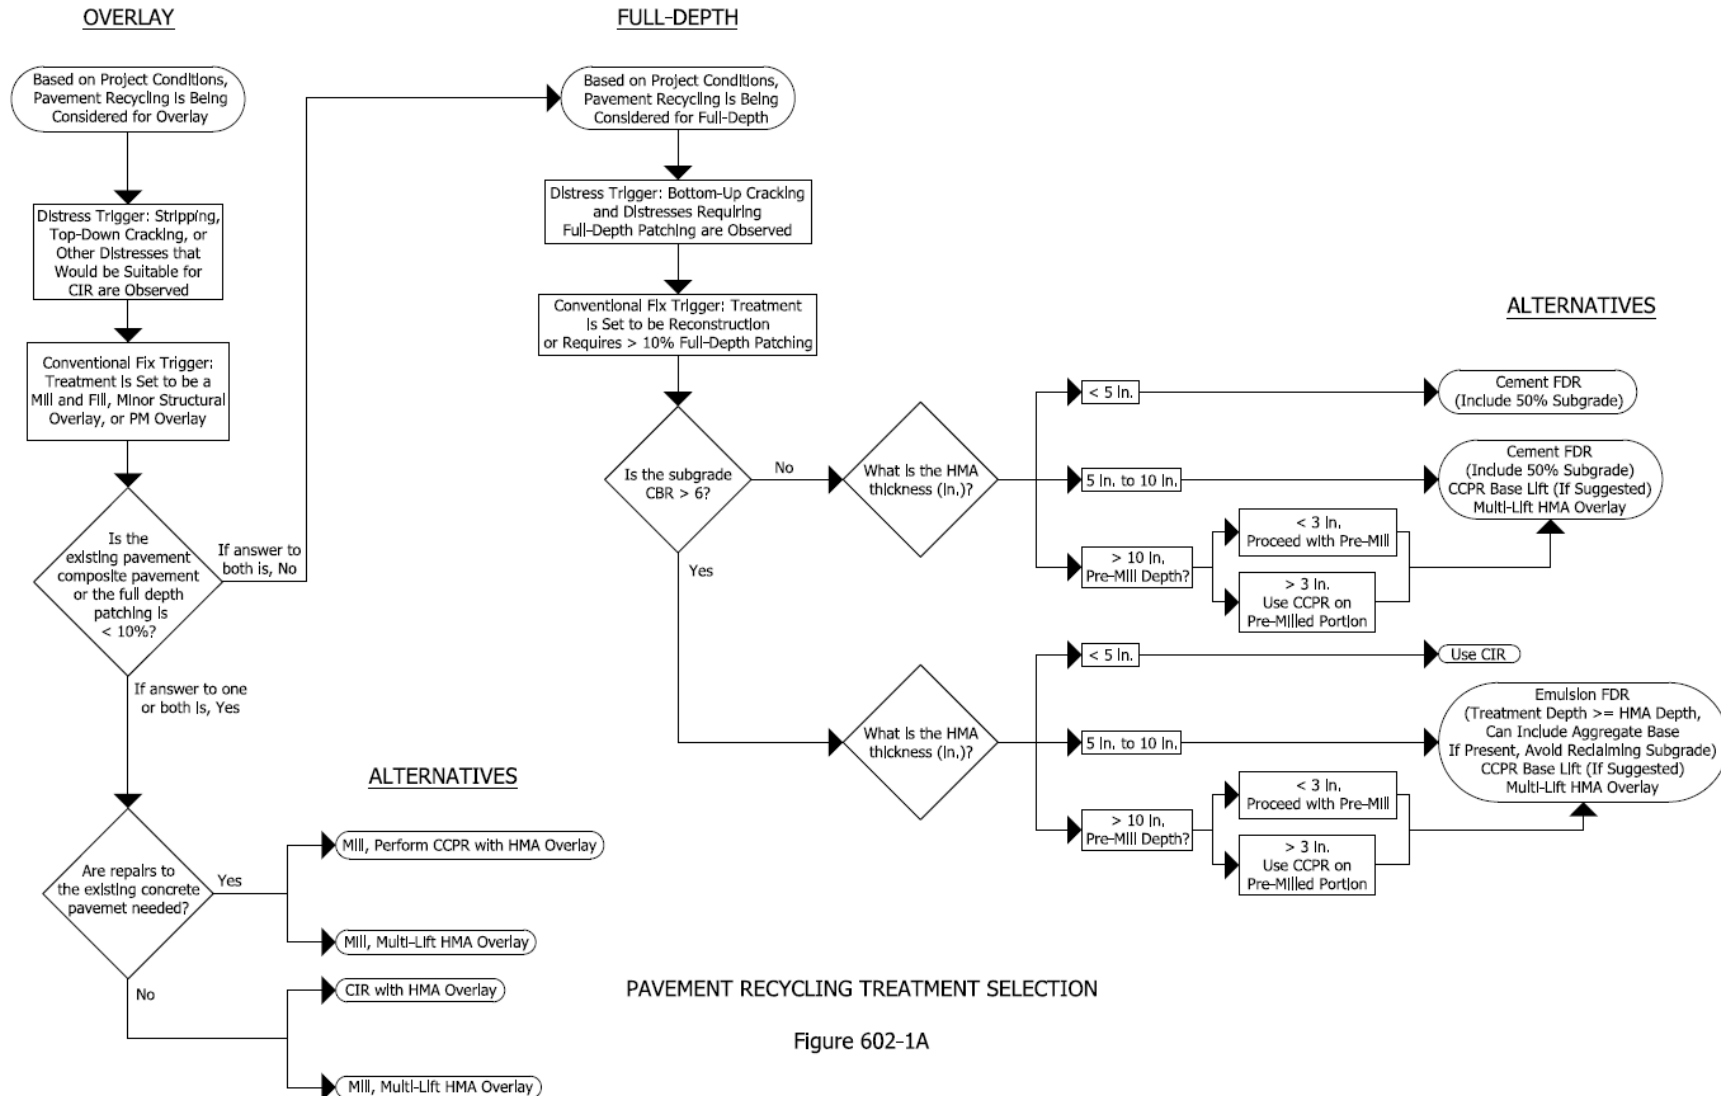 OVERLAY
Based on Project Conditions,
Pavement Recycling is Being
Considered for Overlay
Distress Trigger: Stripping,
Top-Down Cracking, or
Other Distresses that
Would be Suitable for
CIR are Observed
Conventional Fix Trigger:
Treatment is Set to be a
Mill and Fill, Minor Structural
Overlay, or PM Overlay
Is the
existing pavement
composite pavement
or the full depth
patching is
< 10%?
If answer to
both is, No
If answer to one
or both is, Yes
Are repairs to
the existing concrete
pavemet needed?
Yes
No
ALTERNATIVES
Mill, Perform CCPR with HMA Overlay
Mill, Multi-Lift HMA Overlay
CIR with HMA Overlay
Mill, Multi-Lift HMA Overlay
FULL-DEPTH
Based on Project Conditions,
Pavement Recycling is Being
Considered for Full-Depth
Distress Trigger: Bottom-Up Cracking
and Distresses Requiring
Full-Depth Patching are Observed
Conventional Fix Trigger: Treatment
is Set to be Reconstruction
or Requires > 10% Full-Depth Patching
Is the subgrade
CBR > 6?
No
Yes
What is the HMA
thickness (in.)?
< 5 in.
5 in. to 10 in.
> 10 in.
Pre-Mill Depth?
< 3 in.
Proceed with Pre-Mill
> 3 in.
Use CCPR on
Pre-Milled Portion
ALTERNATIVES
Cement FDR
(Include 50% Subgrade)
Cement FDR
(Include 50% Subgrade)
CCPR Base Lift (If Suggested)
Multi-Lift HMA Overlay
What is the HMA
thickness (in.)?
< 5 in.
5 in. to 10 in.
> 10 in.
Pre-Mill Depth?
< 3 in.
Proceed with Pre-Mill
> 3 in.
Use CCPR on
Pre-Milled Portion
Use CIR
Emulsion FDR
(Treatment Depth >= HMA Depth,
Can Include Aggregate Base
If Present, Avoid Reclaiming Subgrade)
CCPR Base Lift (If Suggested)
Multi-Lift HMA Overlay
PAVEMENT RECYCLING TREATMENT SELECTION
Figure 602-1A